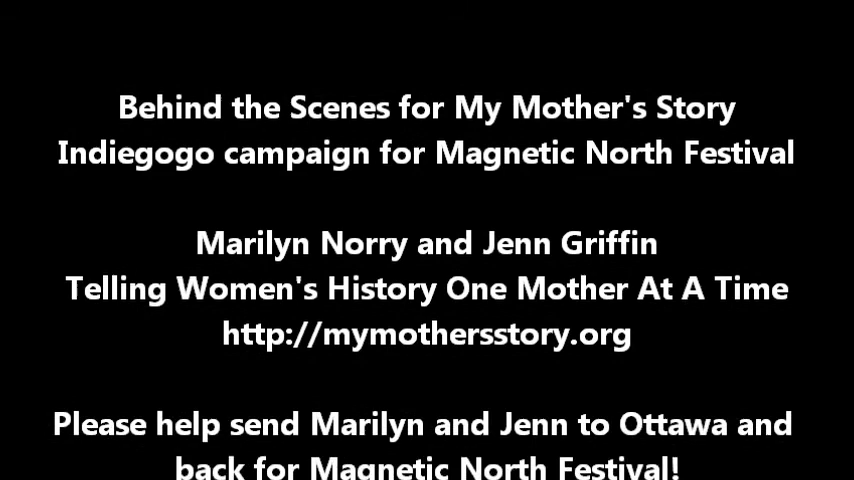 Behind the Scenes for My Mother's Story
Indiegogo campaign for Magnetic North Festival
Marilyn Norry and Jenn Griffin
Telling Women's History One Mother At A Time
http://mymothersstory.org
Please help send Marilyn and Jenn to Ottawa and
back for Magnetic North Festival!